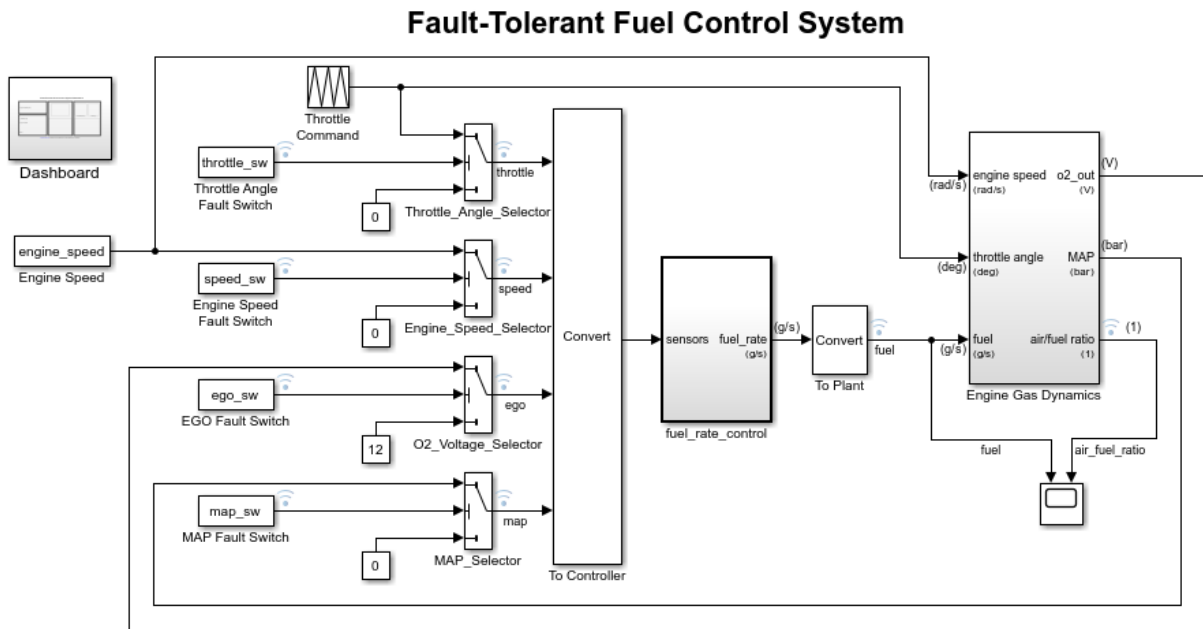 Fault-Tolerant Fuel Control System
Dashboard
Throttle
Command
throttle_sw
Throttle Angle
Fault Switch
0
throttle
Throttle_Angle_Selector
engine_speed
Engine Speed
speed_sw
Engine Speed
Fault Switch
0
speed
Engine_Speed_Selector
ego_sw
EGO Fault Switch
12
ego
O2_Voltage_Selector
map_sw
MAP Fault Switch
0
map
MAP_Selector
Convert
To Controller
sensors
fuel_rate
(g/s)
fuel_rate_control
(g/s)
Convert
To Plant
fuel
(rad/s)
engine speed
(rad/s)
o2_out
(V)
(V)
(deg)
throttle angle
(deg)
MAP
(bar)
(bar)
(g/s)
fuel
(g/s)
air/fuel ratio
(1)
(1)
Engine Gas Dynamics
fuel
air_fuel_ratio